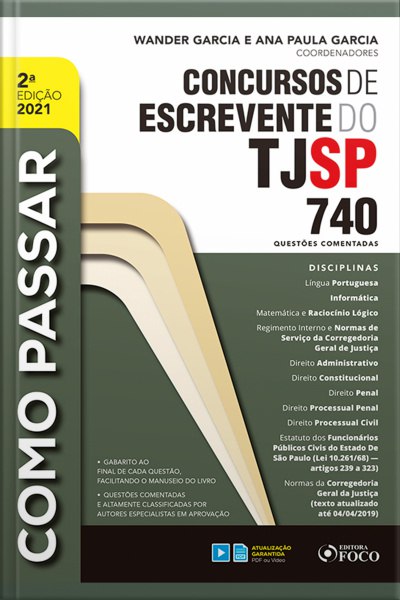 WANDER GARCIA E ANA PAULA GARCIA
COORDENADORES
2ª
EDIÇÃO
2021
CONCURSOS DE
ESCREVENTE DO
TJSP
740
QUESTÕES COMENTADAS
COMO PASSAR
DISCIPLINAS
Língua Portuguesa
Informática
Matemática e Raciocínio Lógico
Regimento Interno e Normas de
Serviço da Corregedoria
Geral de Justiça
Direito Administrativo
Direito Constitucional
Direito Penal
Direito Processual Penal
Direito Processual Civil
Estatuto dos Funcionários
Públicos Civis do Estado De
São Paulo (Lei 10.261/68) —
artigos 239 a 323)
Normas da Corregedoria
Geral da Justiça
(texto atualizado
até 04/04/2019)
• GABARITO AO
FINAL DE CADA QUESTÃO,
FACILITANDO O MANUSEIO DO LIVRO
• QUESTÕES COMENTADAS
E ALTAMENTE CLASSIFICADAS POR
AUTORES ESPECIALISTAS EM APROVAÇÃO
ATUALIZAÇÃO
GARANTIDA
PDF ou Vídeo
EDITORA
FOCO